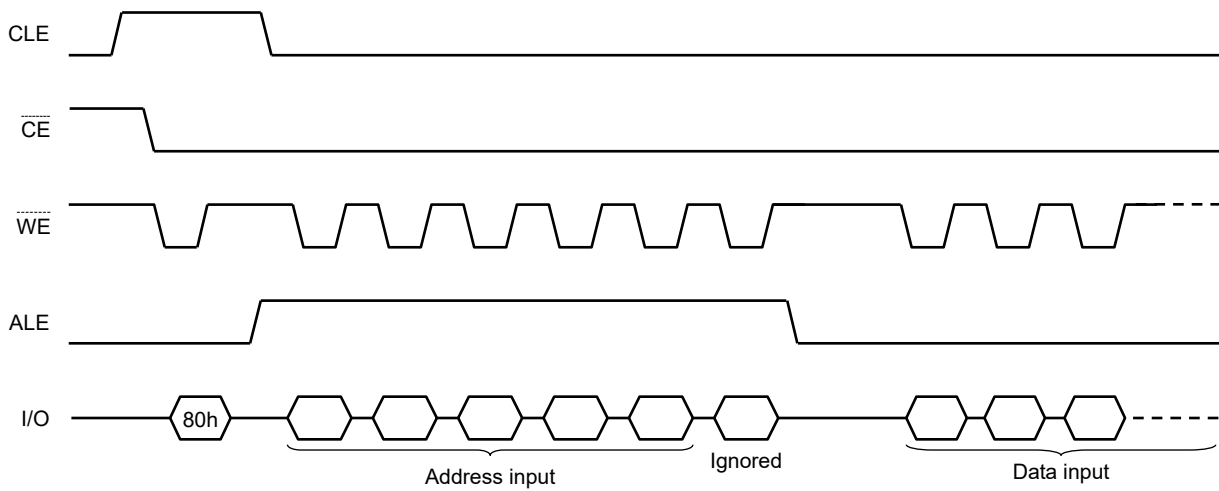 CLE
CE
WE
ALE
I/O
80h
Address input
Ignored
Data input